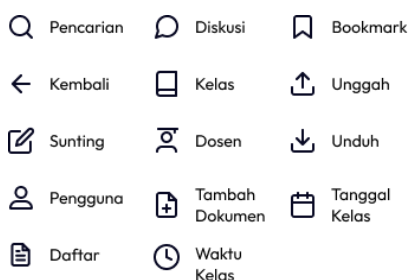 Pencarian
Diskusi
Bookmark
Kembali
Kelas
Unggah
Sunting
Dosen
Unduh
Pengguna
Tambah
Dokumen
Tanggal
Kelas
Daftar
Waktu
Kelas